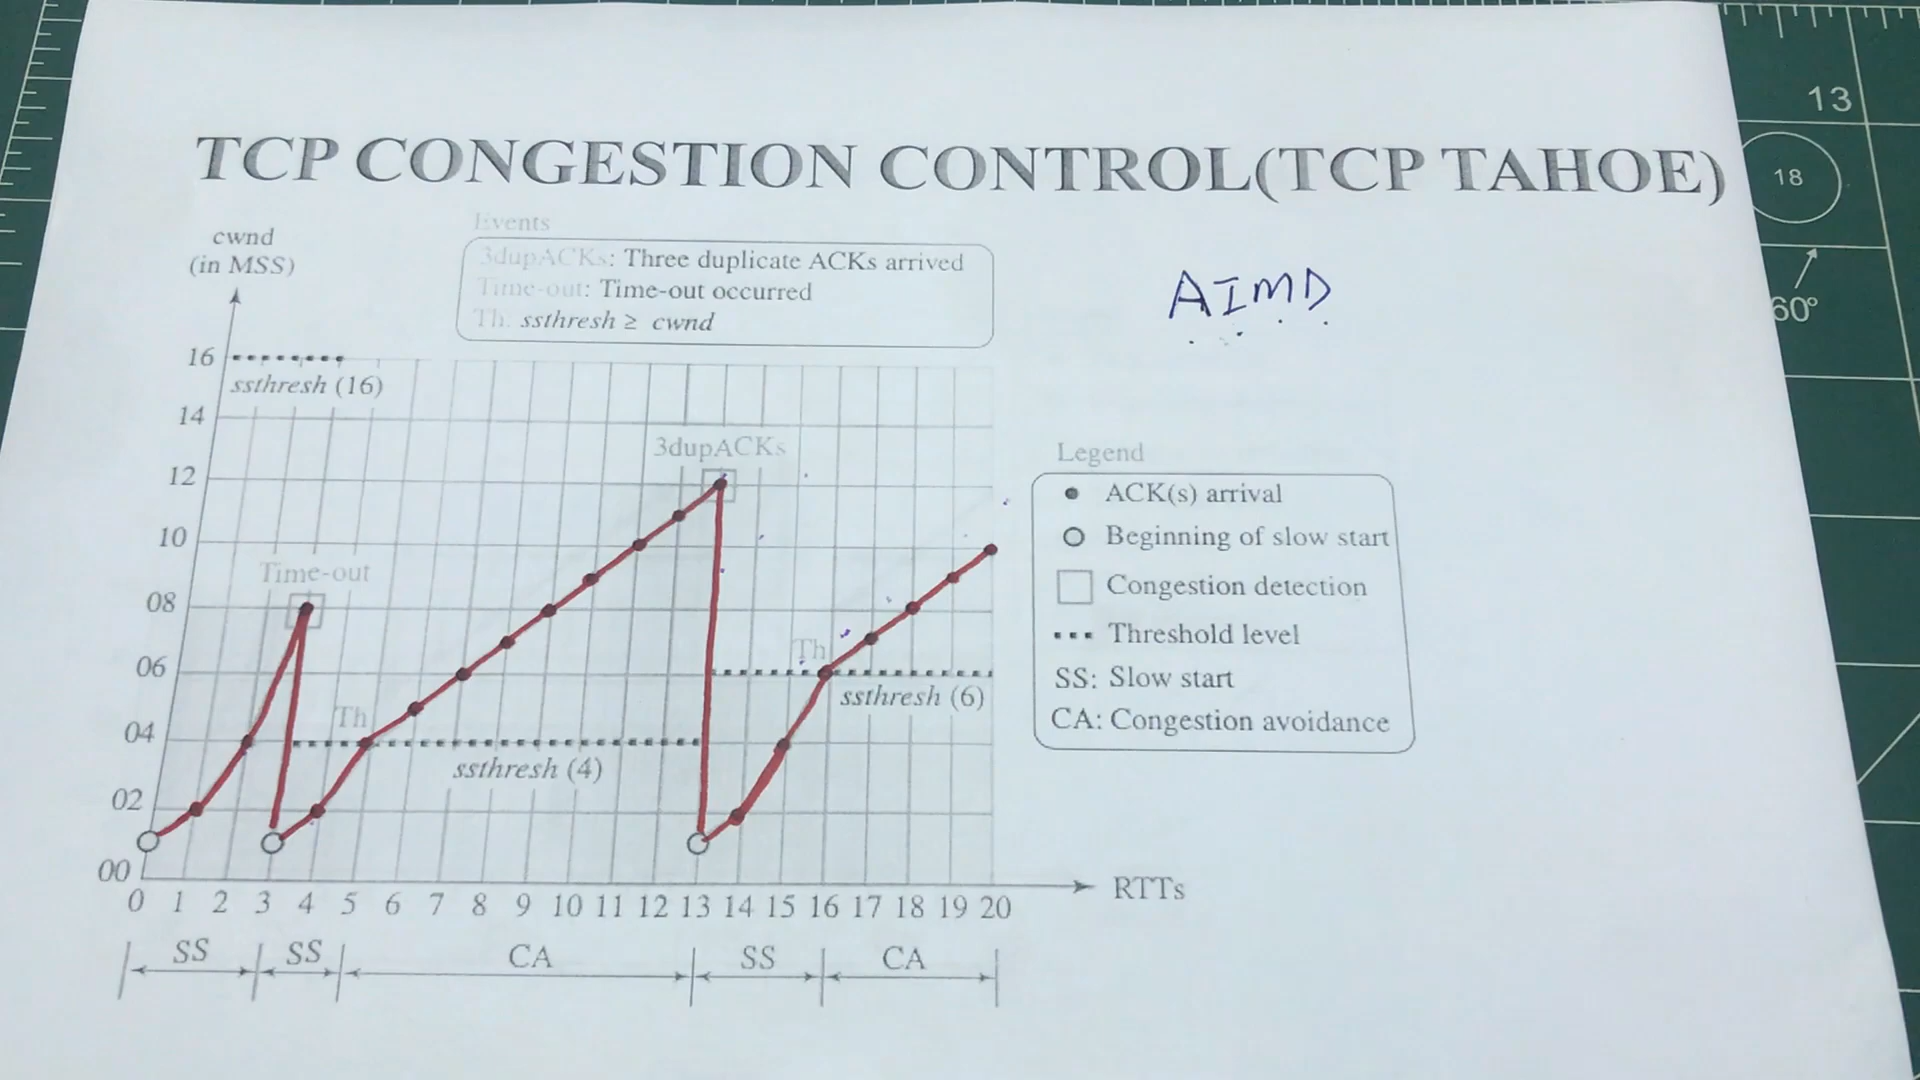 TCP CONGESTION CONTROL(TCP TAHOE)
Events
3dupACKs: Three duplicate ACKs arrived
Time-out: Time-out occurred
Th: ssthresh ≥ cwnd
AIMD
cwnd
(in MSS)
16
ssthresh (16)
14
3dupACKs
12
10
Time-out
08
Th
06
ssthresh (6)
Th
04
ssthresh (4)
02
00
RTTs
0 1 2 3 4 5 6 7 8 9 10 11 12 13 14 15 16 17 18 19 20
SS SS CA SS CA
Legend
ACK(s) arrival
Beginning of slow start
Congestion detection
Threshold level
SS: Slow start
CA: Congestion avoidance
13
18
60°